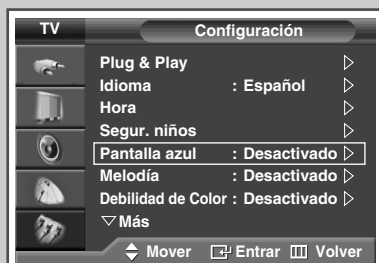 TV Configuración
Plug & Play
Idioma : Español
Hora
Segur. niños
Pantalla azul : Desactivado
Melodía : Desactivado
Debilidad de Color : Desactivado
Más
Mover Entrar Volver